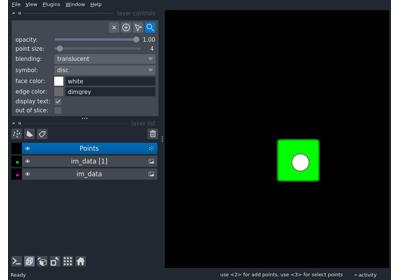 File View Plugins Window Help
layer controls
opacity: 1.00
point size: 4
blending: translucent
symbol: disc
face color: white
edge color: dimgrey
display text:
out of slice:
layer list
Points
im_data [1]
im_data
Ready use <2> for add points, use <3> for select points activity